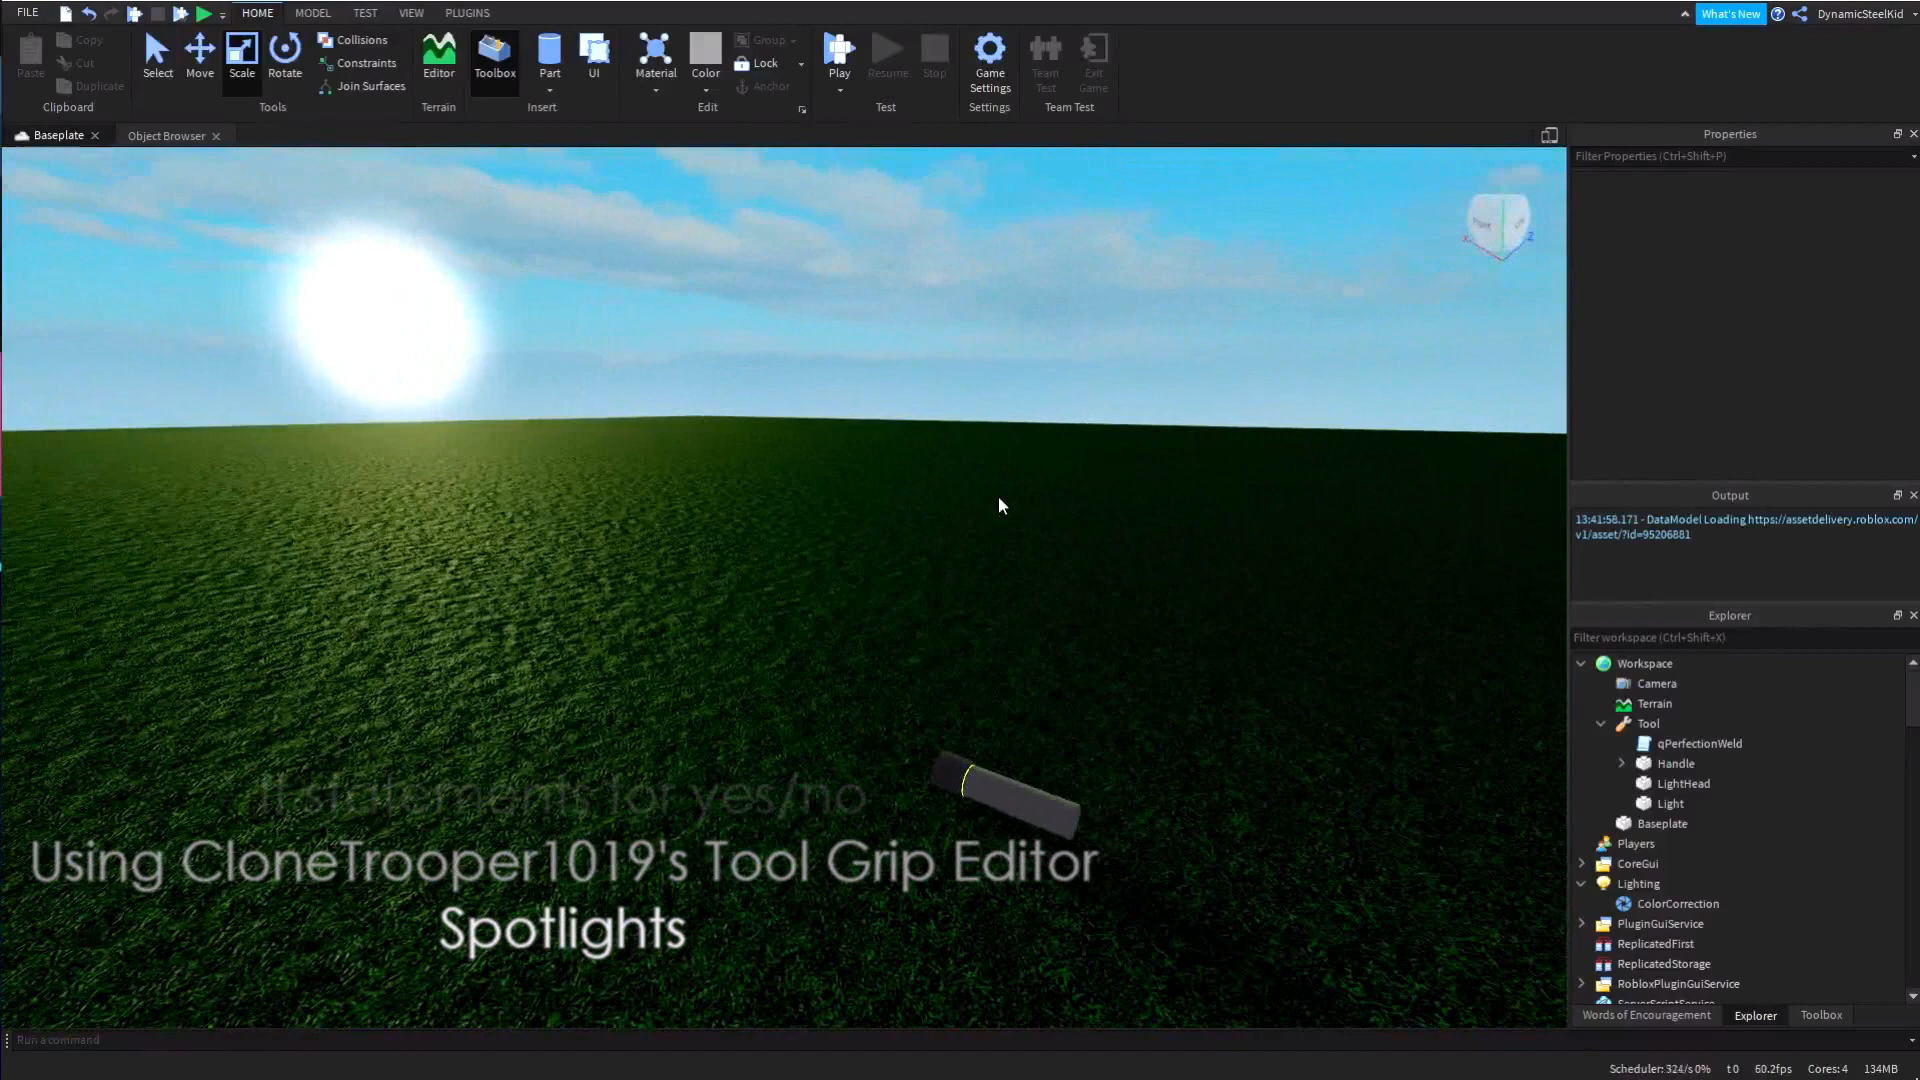 FILE HOME MODEL TEST VIEW PLUGINS What's New DynamicSteelKid
Paste Copy Cut Duplicate Clipboard
Select Move Scale Rotate Collisions Constraints Join Surfaces Tools
Editor Terrain
Toolbox Part UI Insert
Material Color Group Lock Anchor Edit
Play Resume Stop Test
Game Settings Settings
Team Test Exit Game Team Test
Baseplate Object Browser
Properties
Filter Properties (Ctrl+Shift+P)
X Z
Output
13:41:58.171 - DataModel Loading https://assetdelivery.roblox.com/
v1/asset/?id=95206881
Explorer
Filter workspace (Ctrl+Shift+X)
Workspace
Camera
Terrain
Tool
qPerfectionWeld
Handle
LightHead
Light
Baseplate
Players
CoreGui
Lighting
ColorCorrection
PluginGuiService
ReplicatedFirst
ReplicatedStorage
RobloxPluginGuiService
ServerScriptService
Words of Encouragement Explorer Toolbox
If statements for yes/no
Using CloneTrooper1019's Tool Grip Editor
Spotlights
Run a command
Scheduler: 324/s 0% t 0 60.2fps Cores: 4 134MB